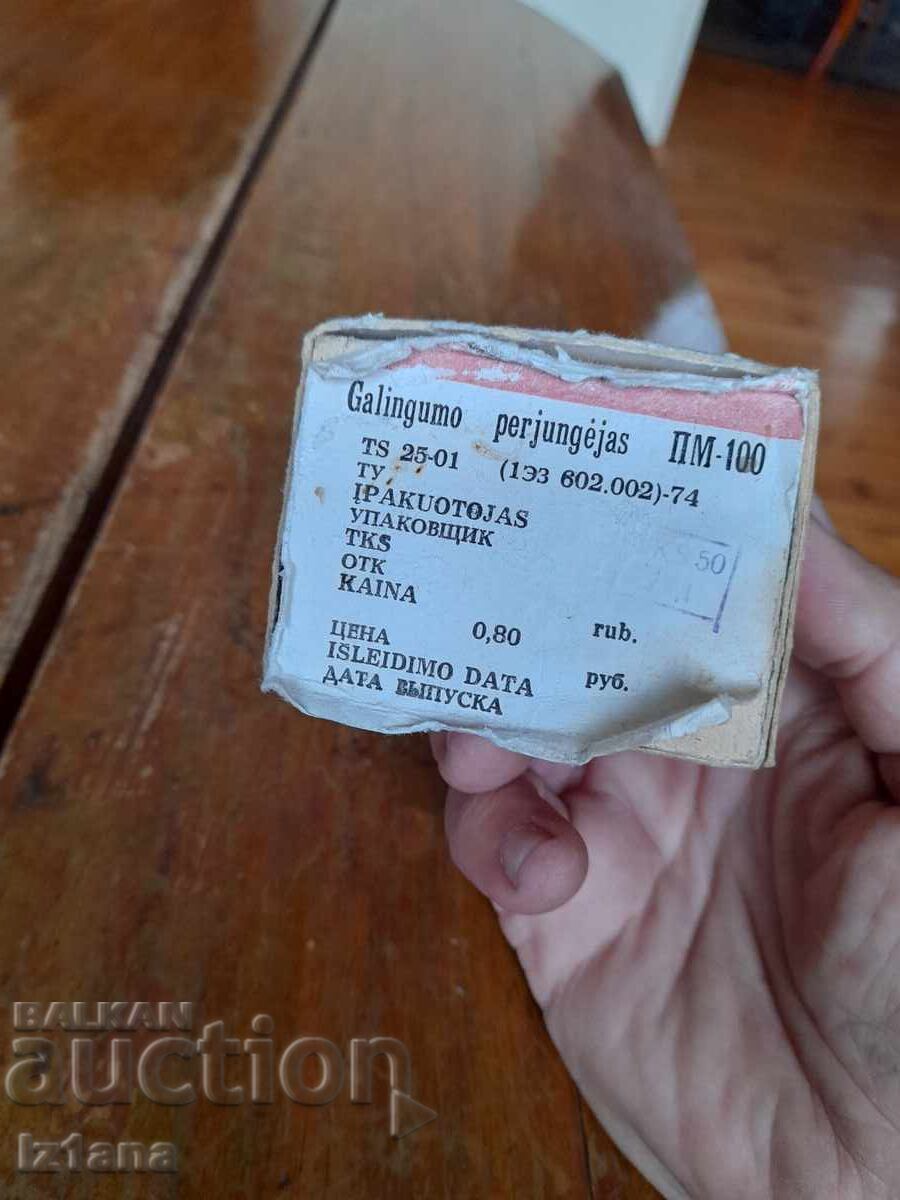 Galingumo perjungėjas ПМ-100
TS 25-01 (1ЭЗ 602.002)-74
ТУ
ĮPAKUOTOJAS
УПАКОВЩИК
TKS
ОТК
50
KAINA
ЦЕНА 0,80 rub.
IŠLEIDIMO DATA руб.
ДАТА ВЫПУСКА
BALKAN
auction
Iz1ana